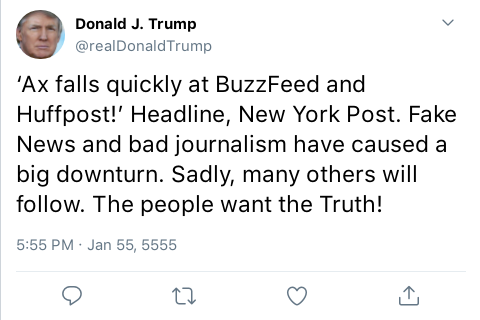 Donald J. Trump
@realDonaldTrump
‘Ax falls quickly at BuzzFeed and
Huffpost!’ Headline, New York Post. Fake
News and bad journalism have caused a
big downturn. Sadly, many others will
follow. The people want the Truth!
5:55 PM · Jan 55, 5555